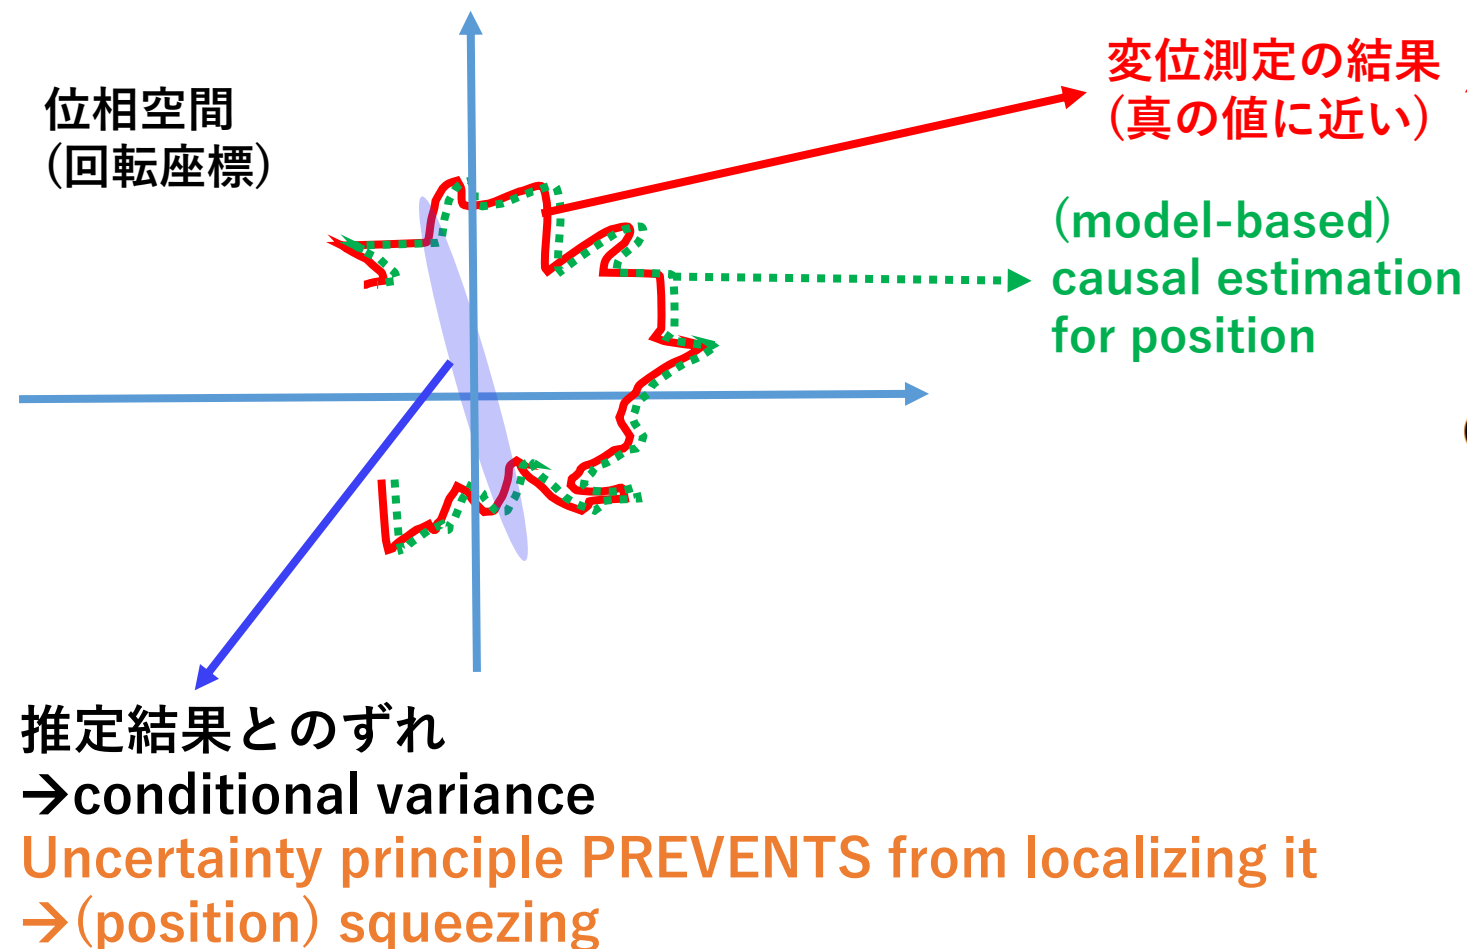 位相空間
(回転座標)
変位測定の結果
(真の値に近い)
(model-based)
causal estimation
for position
推定結果とのずれ
→conditional variance
Uncertainty principle PREVENTS from localizing it
→(position) squeezing